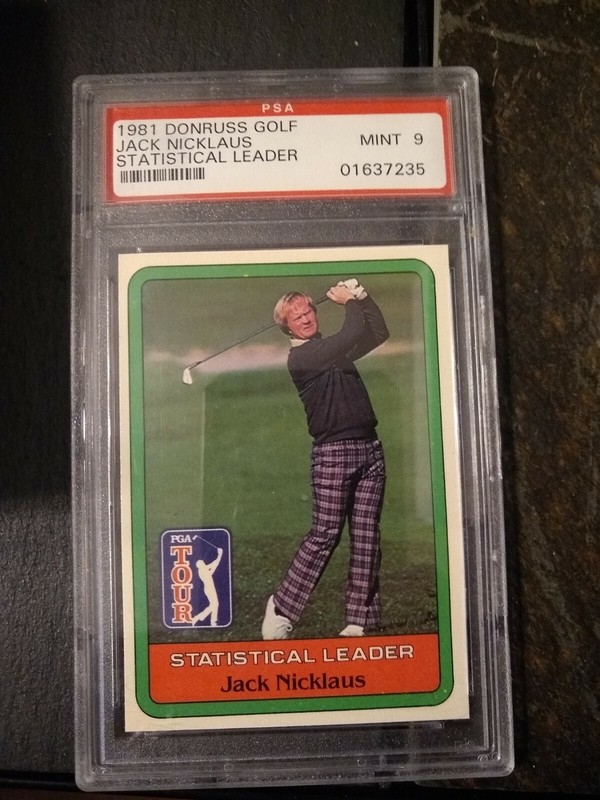 PSA
1981 DONRUSS GOLF
JACK NICKLAUS
MINT 9
STATISTICAL LEADER
01637235
PGA
TOUR
STATISTICAL LEADER
Jack Nicklaus